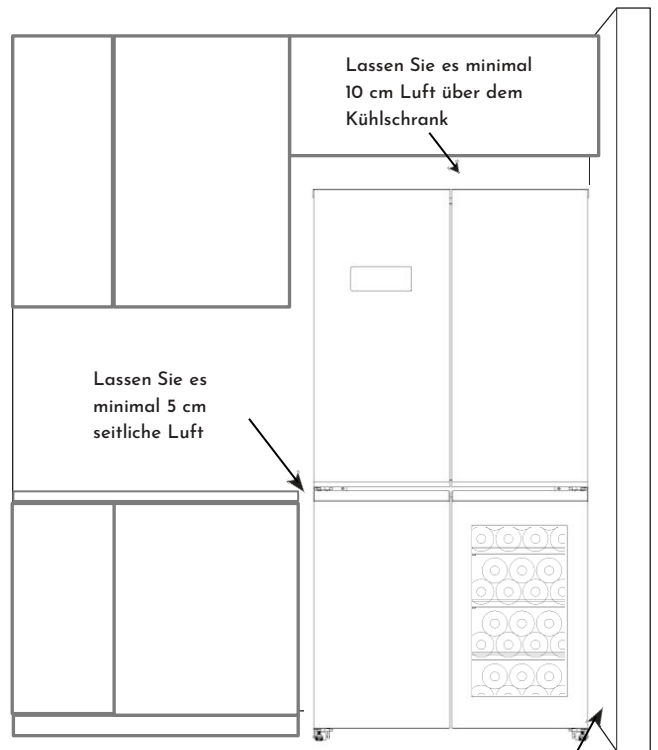 Lassen Sie es minimal
10 cm Luft über dem
Kühlschrank
Lassen Sie es
minimal 5 cm
seitliche Luft